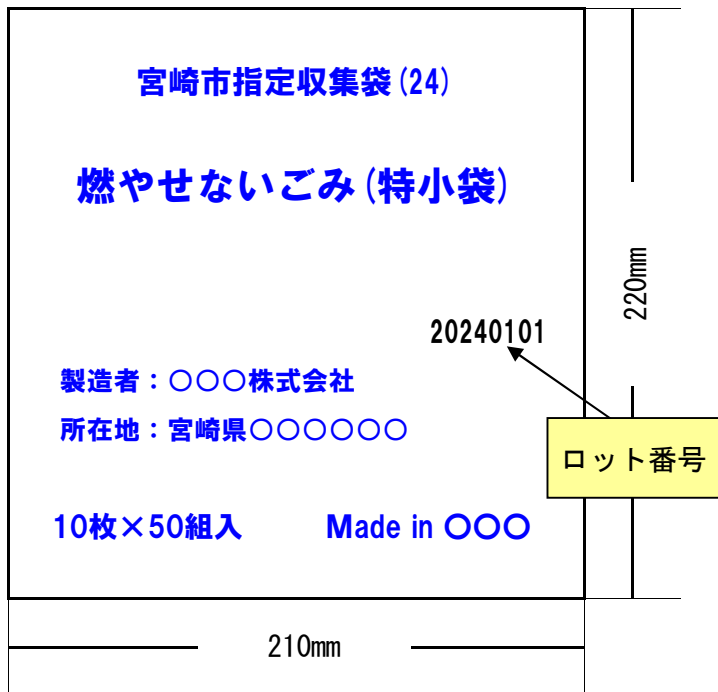 宮崎市指定収集袋(24)
燃やせないごみ(特小袋)
220mm
20240101
製造者：○○○株式会社
所在地：宮崎県○○○○○○
ロット番号
10枚×50組入 Made in ○○○
210mm